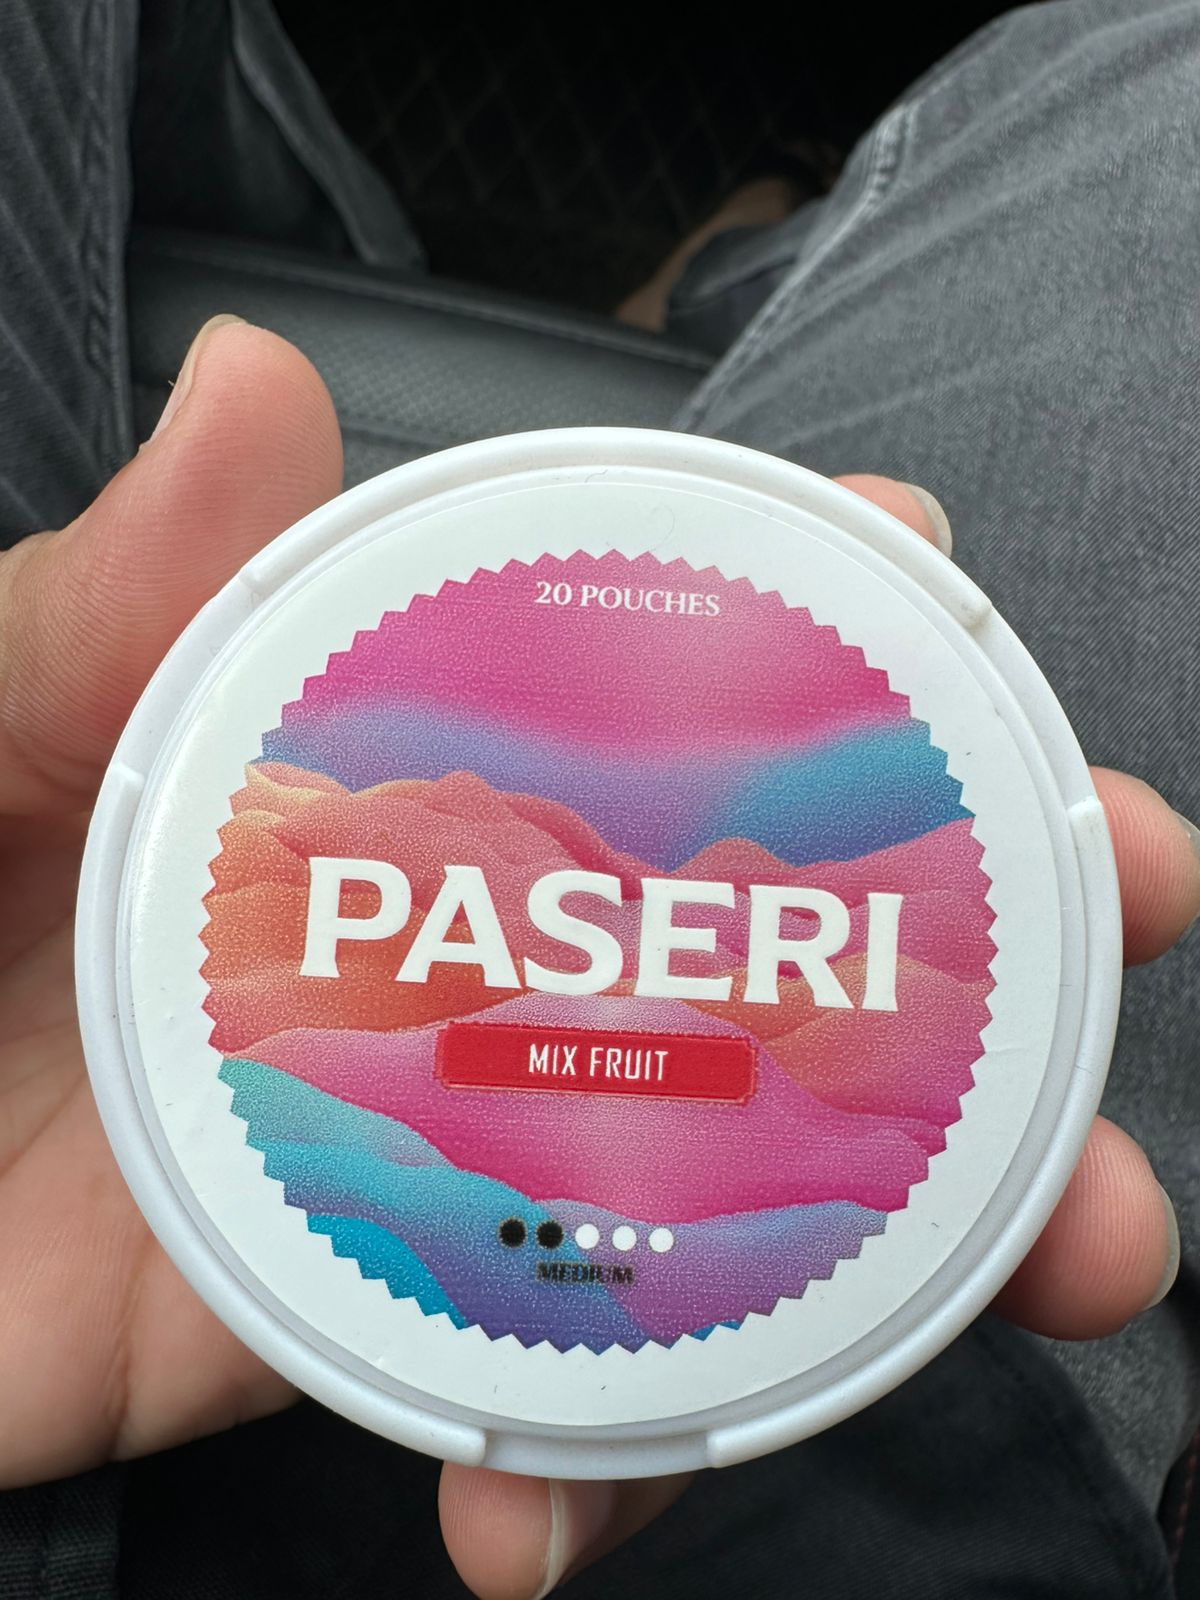 20 POUCHES
PASERI
MIX FRUIT
MEDIUM